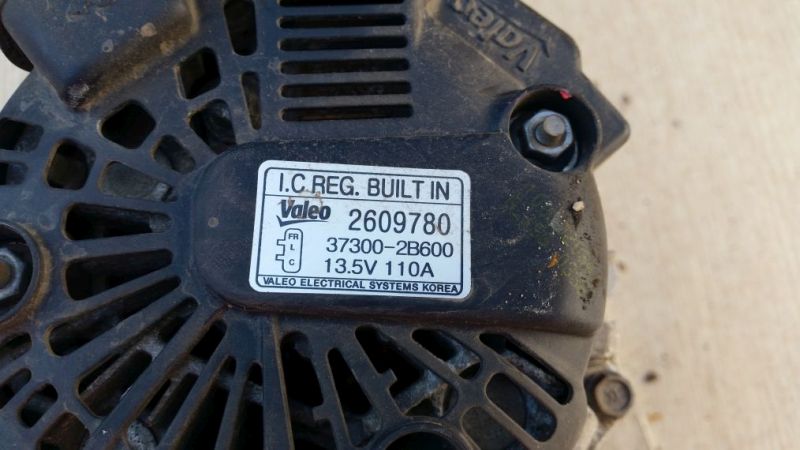 Valeo
I.C REG. BUILT IN
Valeo 2609780
FR 37300-2B600
L
C 13.5V 110A
VALEO ELECTRICAL SYSTEMS KOREA